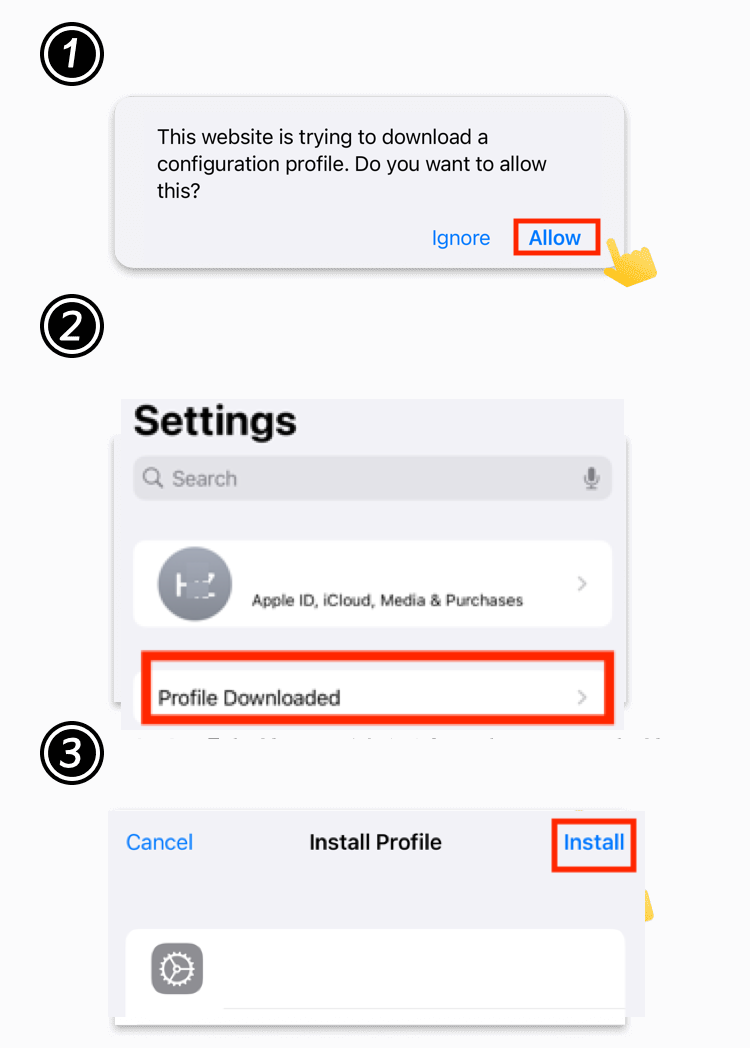 1
This website is trying to download a
configuration profile. Do you want to allow
this?
Ignore Allow
2
Settings
Search
Apple ID, iCloud, Media & Purchases
Profile Downloaded
3
Cancel Install Profile Install